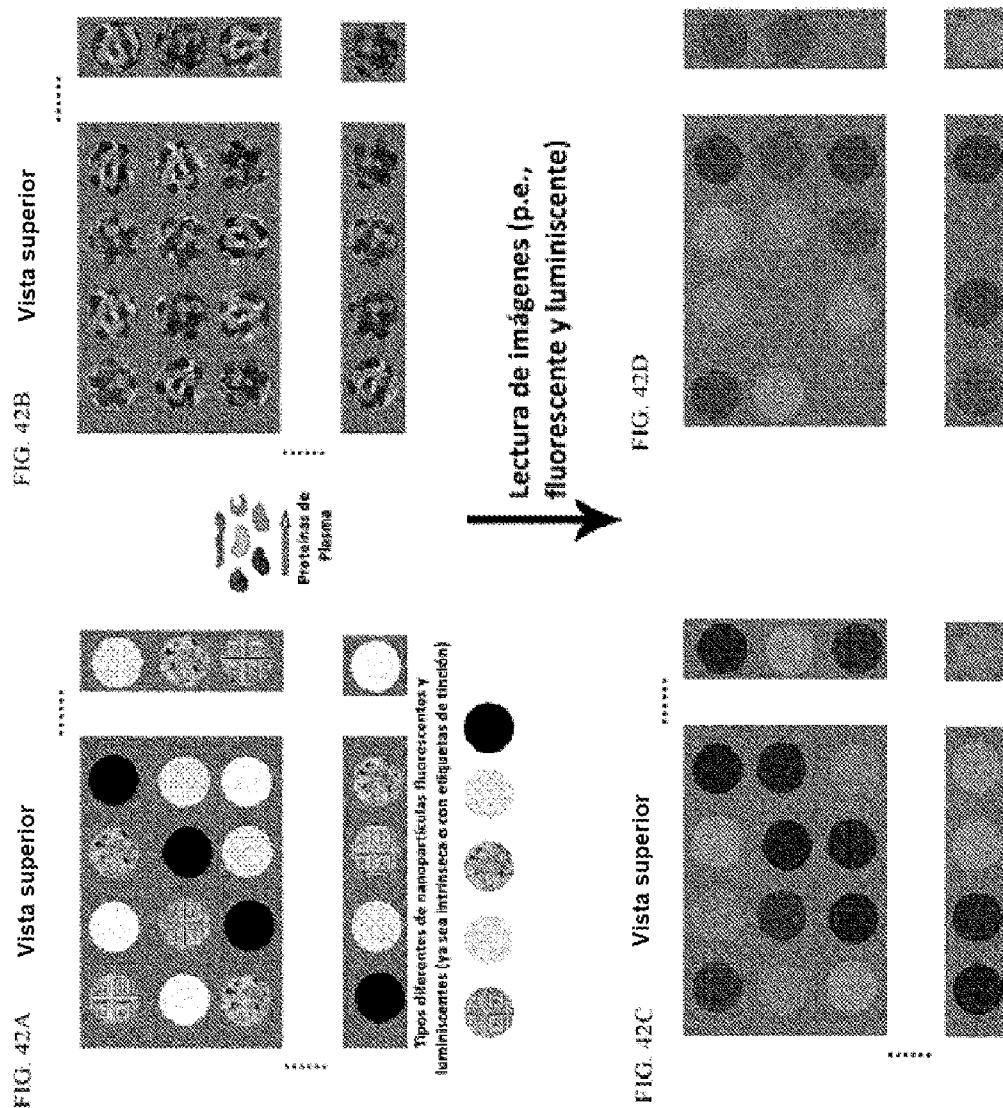 FIG. 42A
Vista superior
FIG. 42B
Vista superior
Proteínas de
Plasma
Tipos diferentes de nanopartículas fluorescentes y
luminiscentes (ya sea intrínseca o con etiquetas de tinción)
Lectura de imágenes (p.e.,
fluorescente y luminiscente)
FIG. 42C
Vista superior
FIG. 42D